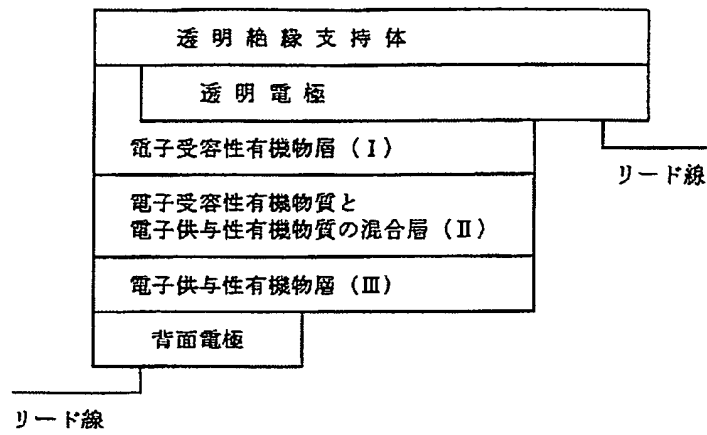 透明絶縁支持体
透明電極
電子受容性有機物層（Ⅰ）
リード線
電子受容性有機物質と
電子供与性有機物質の混合層（Ⅱ）
電子供与性有機物層（Ⅲ）
背面電極
リード線